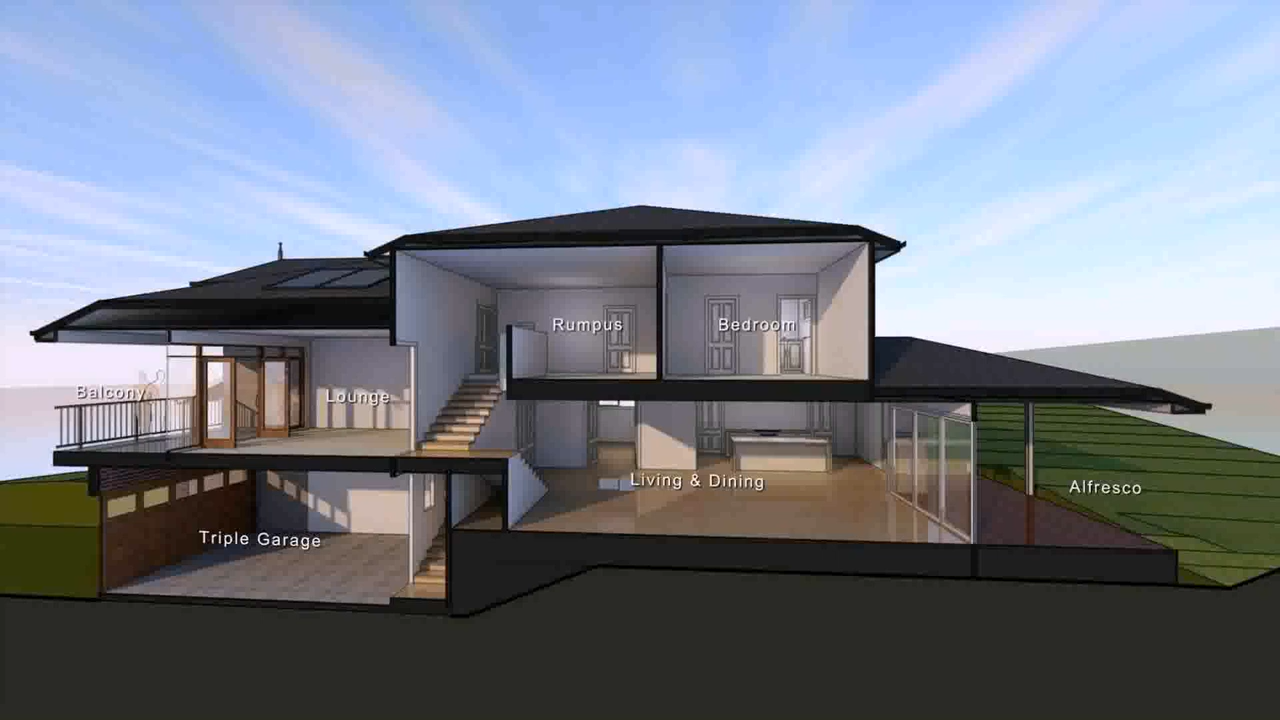 Rumpus
Bedroom
Balcony
Lounge
Living & Dining
Alfresco
Triple Garage